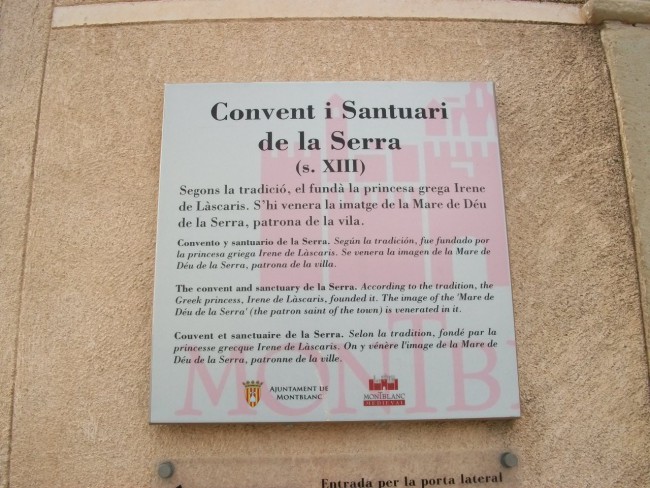 Convent i Santuari
de la Serra
(s. XIII)
Segons la tradició, el fundà la princesa grega Irene
de Làscaris. S'hi venera la imatge de la Mare de Déu
de la Serra, patrona de la vila.
Convento y santuario de la Serra. Según la tradición, fue fundado por
la princesa griega Irene de Làscaris. Se venera la imagen de la Mare de
Déu de la Serra, patrona de la villa.
The convent and sanctuary de la Serra. According to the tradition, the
Greek princess, Irene de Làscaris, founded it. The image of the 'Mare de
Déu de la Serra' (the patron saint of the town) is venerated in it.
Couvent et sanctuaire de la Serra. Selon la tradition, fondé par la
princesse grecque Irene de Làscaris. On y vénère l'image de la Mare de
Déu de la Serra, patronne de la ville.
MONTB
AJUNTAMENT DE
MONTBLANC
MONTBLANC
MEDIEVAL
Entrada per la porta lateral